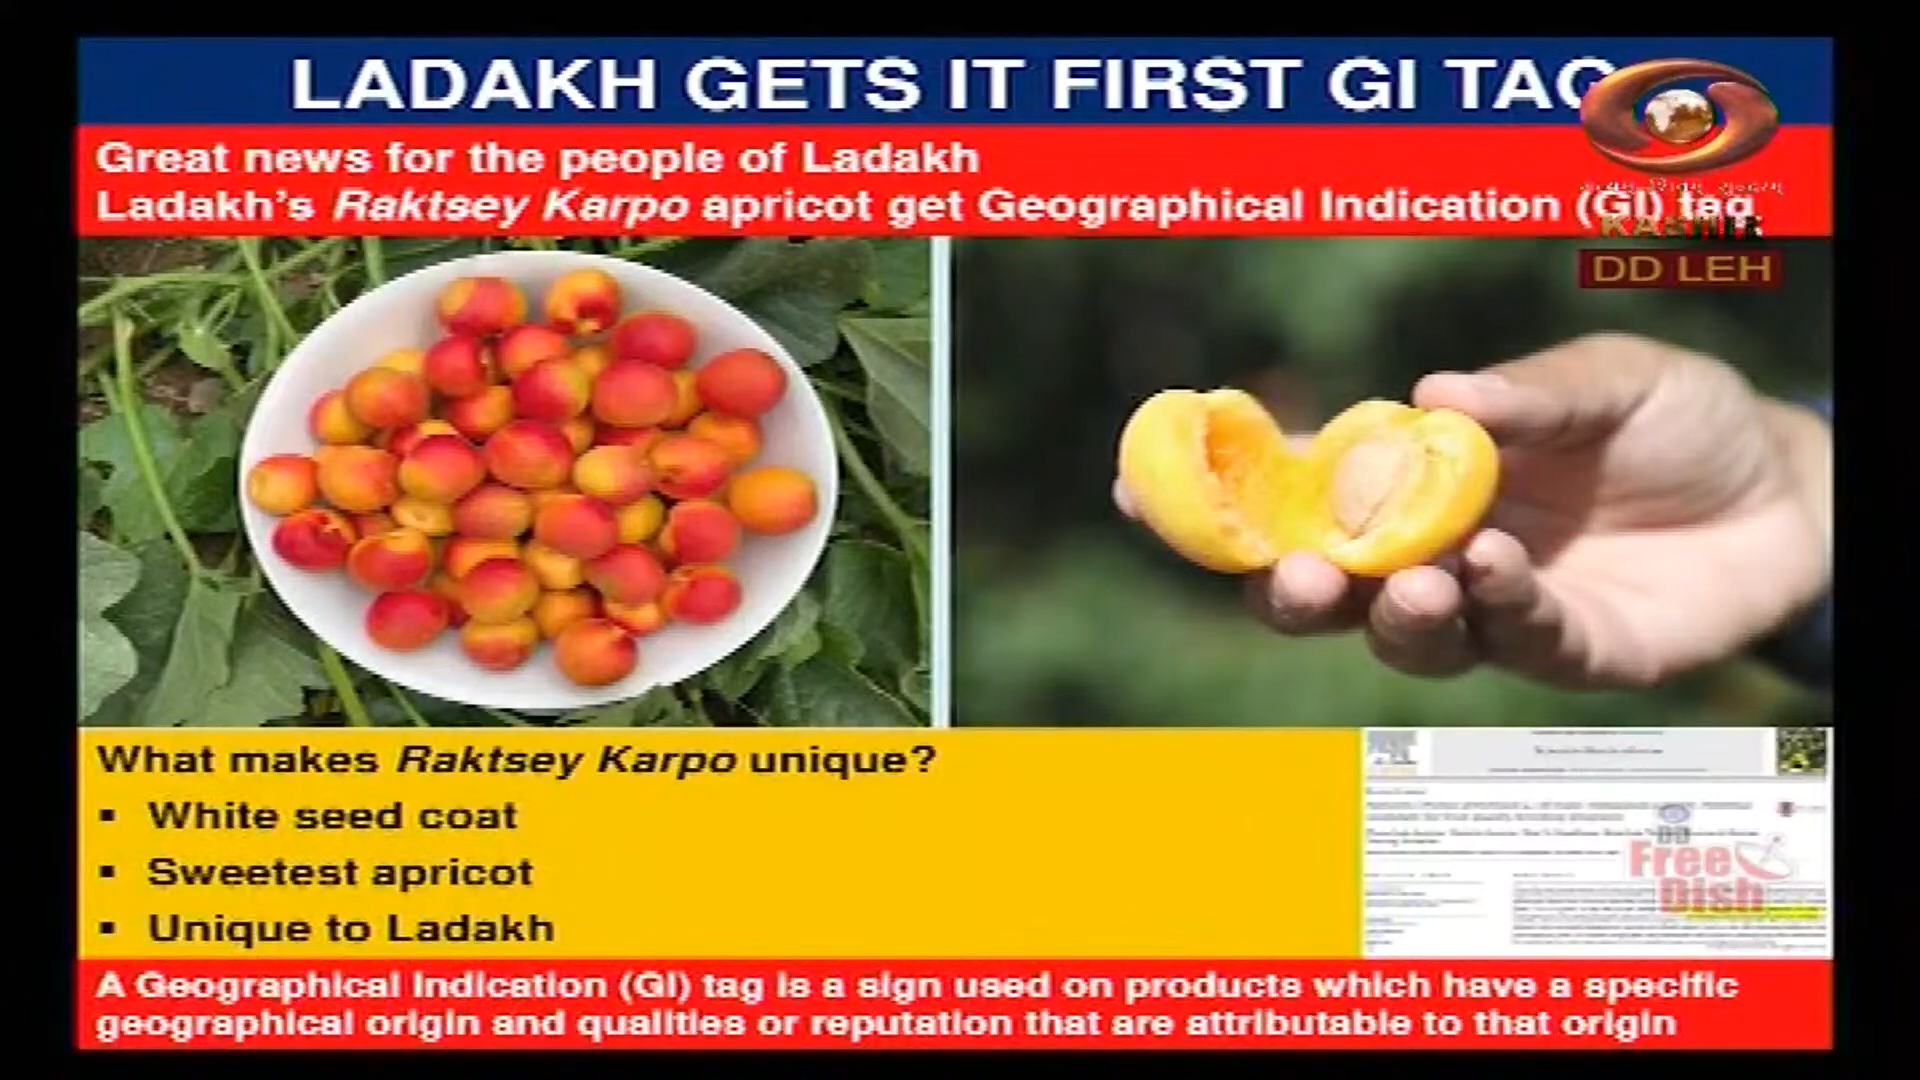 LADAKH GETS IT FIRST GI TAG
Great news for the people of Ladakh
Ladakh's Raktsey Karpo apricot get Geographical Indication (GI) tag
DD LEH
What makes Raktsey Karpo unique?
▪ White seed coat
▪ Sweetest apricot
▪ Unique to Ladakh
DD
Free
Dish
A Geographical Indication (GI) tag is a sign used on products which have a specific
geographical origin and qualities or reputation that are attributable to that origin